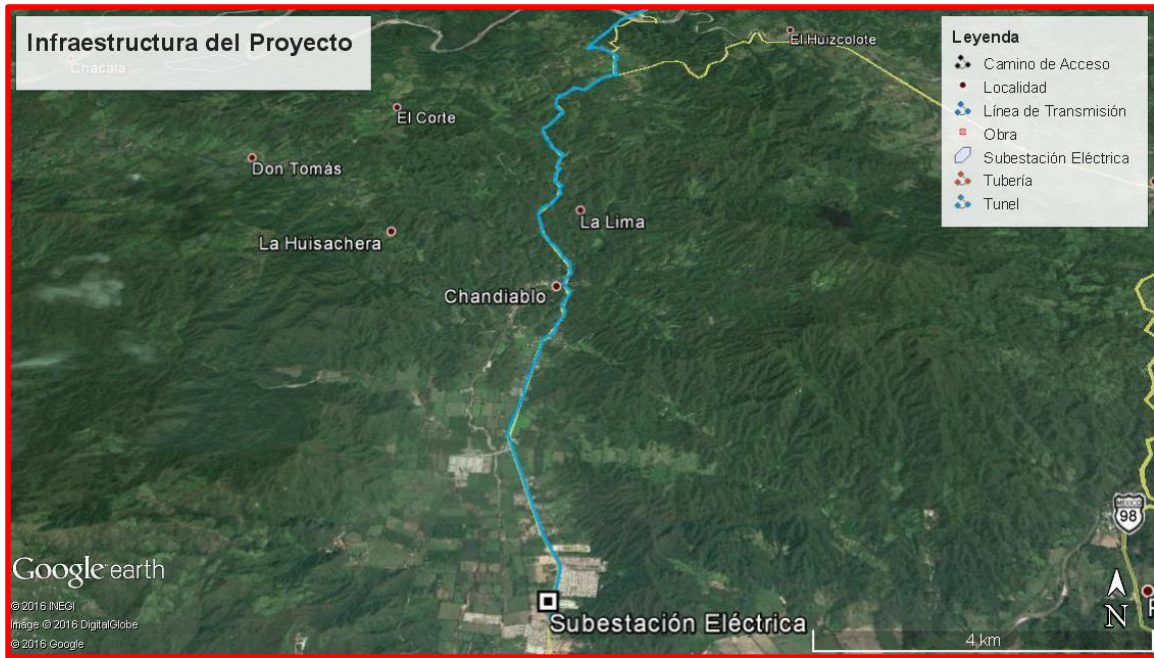 Infraestructura del Proyecto
Chacala
El Huizcolote
Leyenda
Camino de Acceso
Localidad
Línea de Transmisión
Obra
Subestación Eléctrica
Tubería
Tunel
El Corte
Don Tomás
La Lima
La Huisachera
Chandiablo
MEXICO
98
Google earth
© 2016 INEGI
Image © 2016 DigitalGlobe
© 2016 Google
Subestación Eléctrica
N
4 km